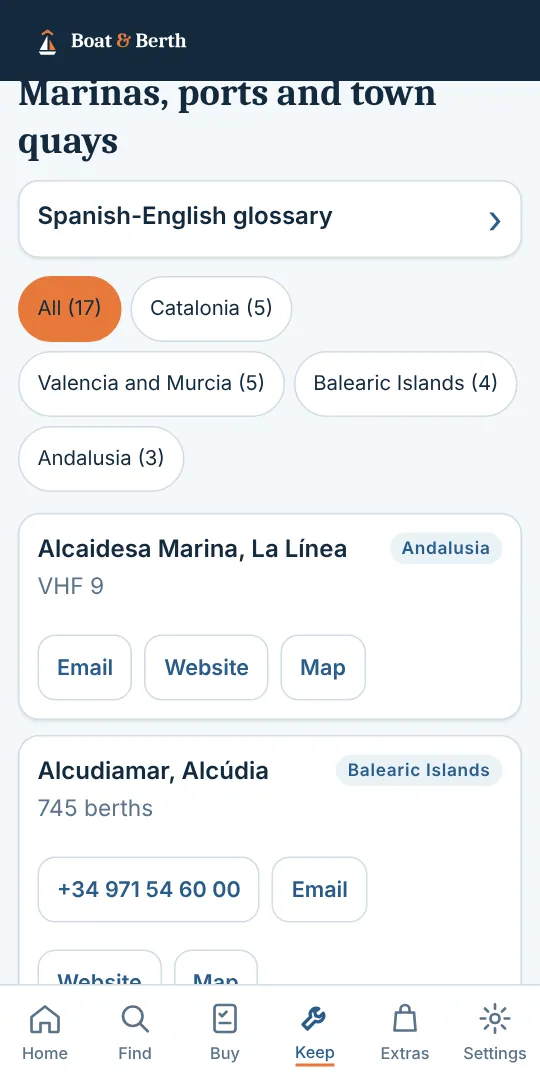 Boat & Berth
Marinas, ports and town
quays
Spanish-English glossary
All (17)
Catalonia (5)
Valencia and Murcia (5)
Balearic Islands (4)
Andalusia (3)
Alcaidesa Marina, La Línea
Andalusia
VHF 9
Email
Website
Map
Alcudiamar, Alcúdia
Balearic Islands
745 berths
+34 971 54 60 00
Email
Website
Map
Home
Find
Buy
Keep
Extras
Settings